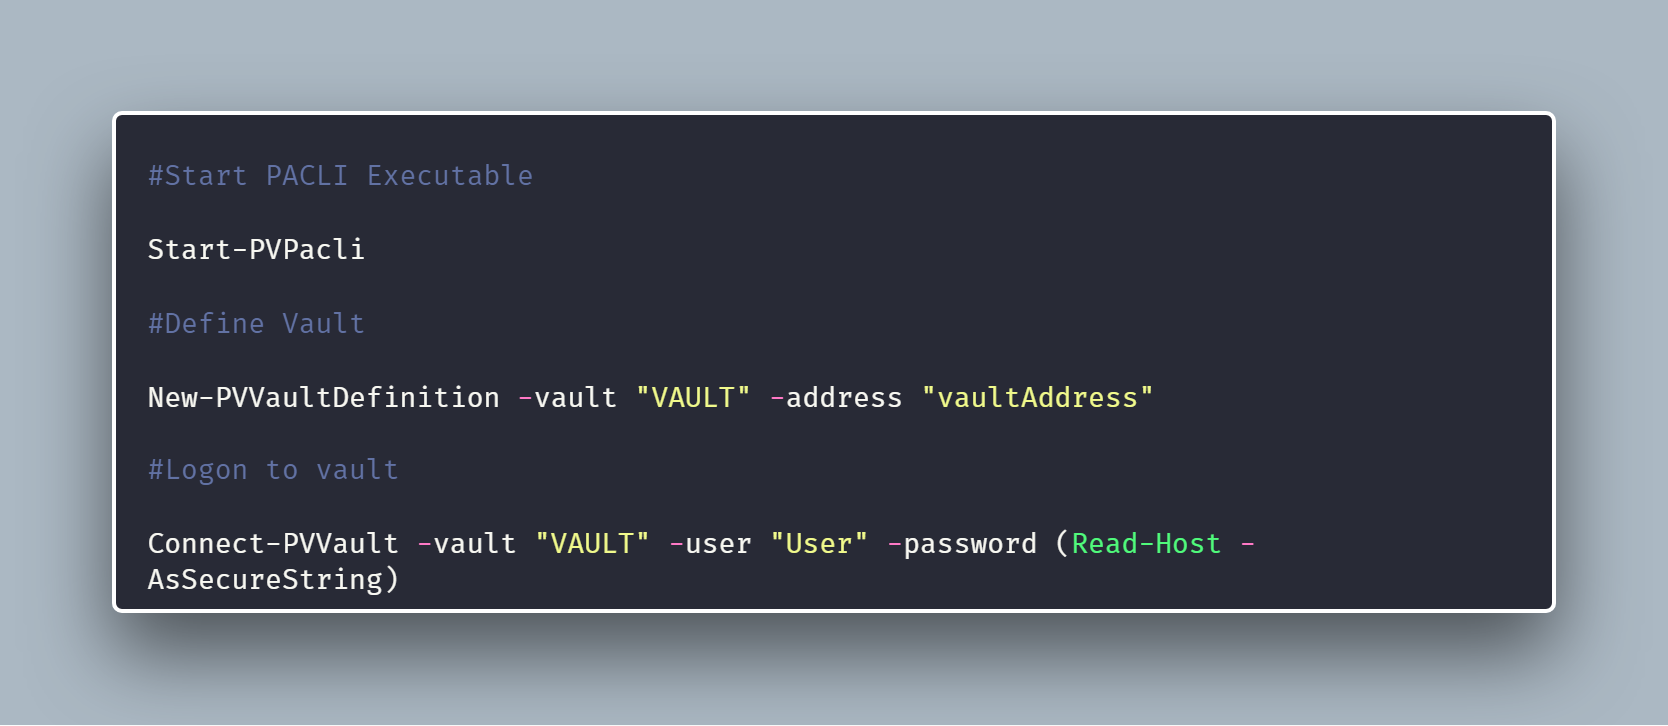 #Start PACLI Executable
Start-PVPacli
#Define Vault
New-PVVaultDefinition -vault "VAULT" -address "vaultAddress"
#Logon to vault
Connect-PVVault -vault "VAULT" -user "User" -password (Read-Host -
AsSecureString)